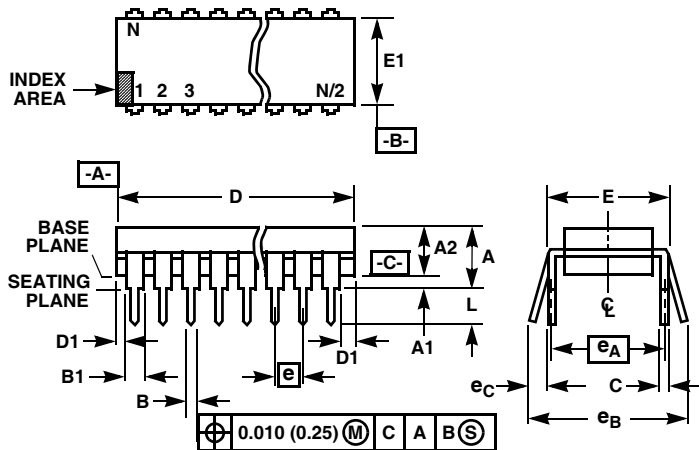 N
E1
INDEX
AREA
1 2 3 N/2
-B-
-A-
D
E
BASE
PLANE
A2
A
-C-
SEATING
PLANE
L
C̵L
D1
A1
D1
eA
B1
e
eC
C
B
eB
0.010 (0.25) M C A B S